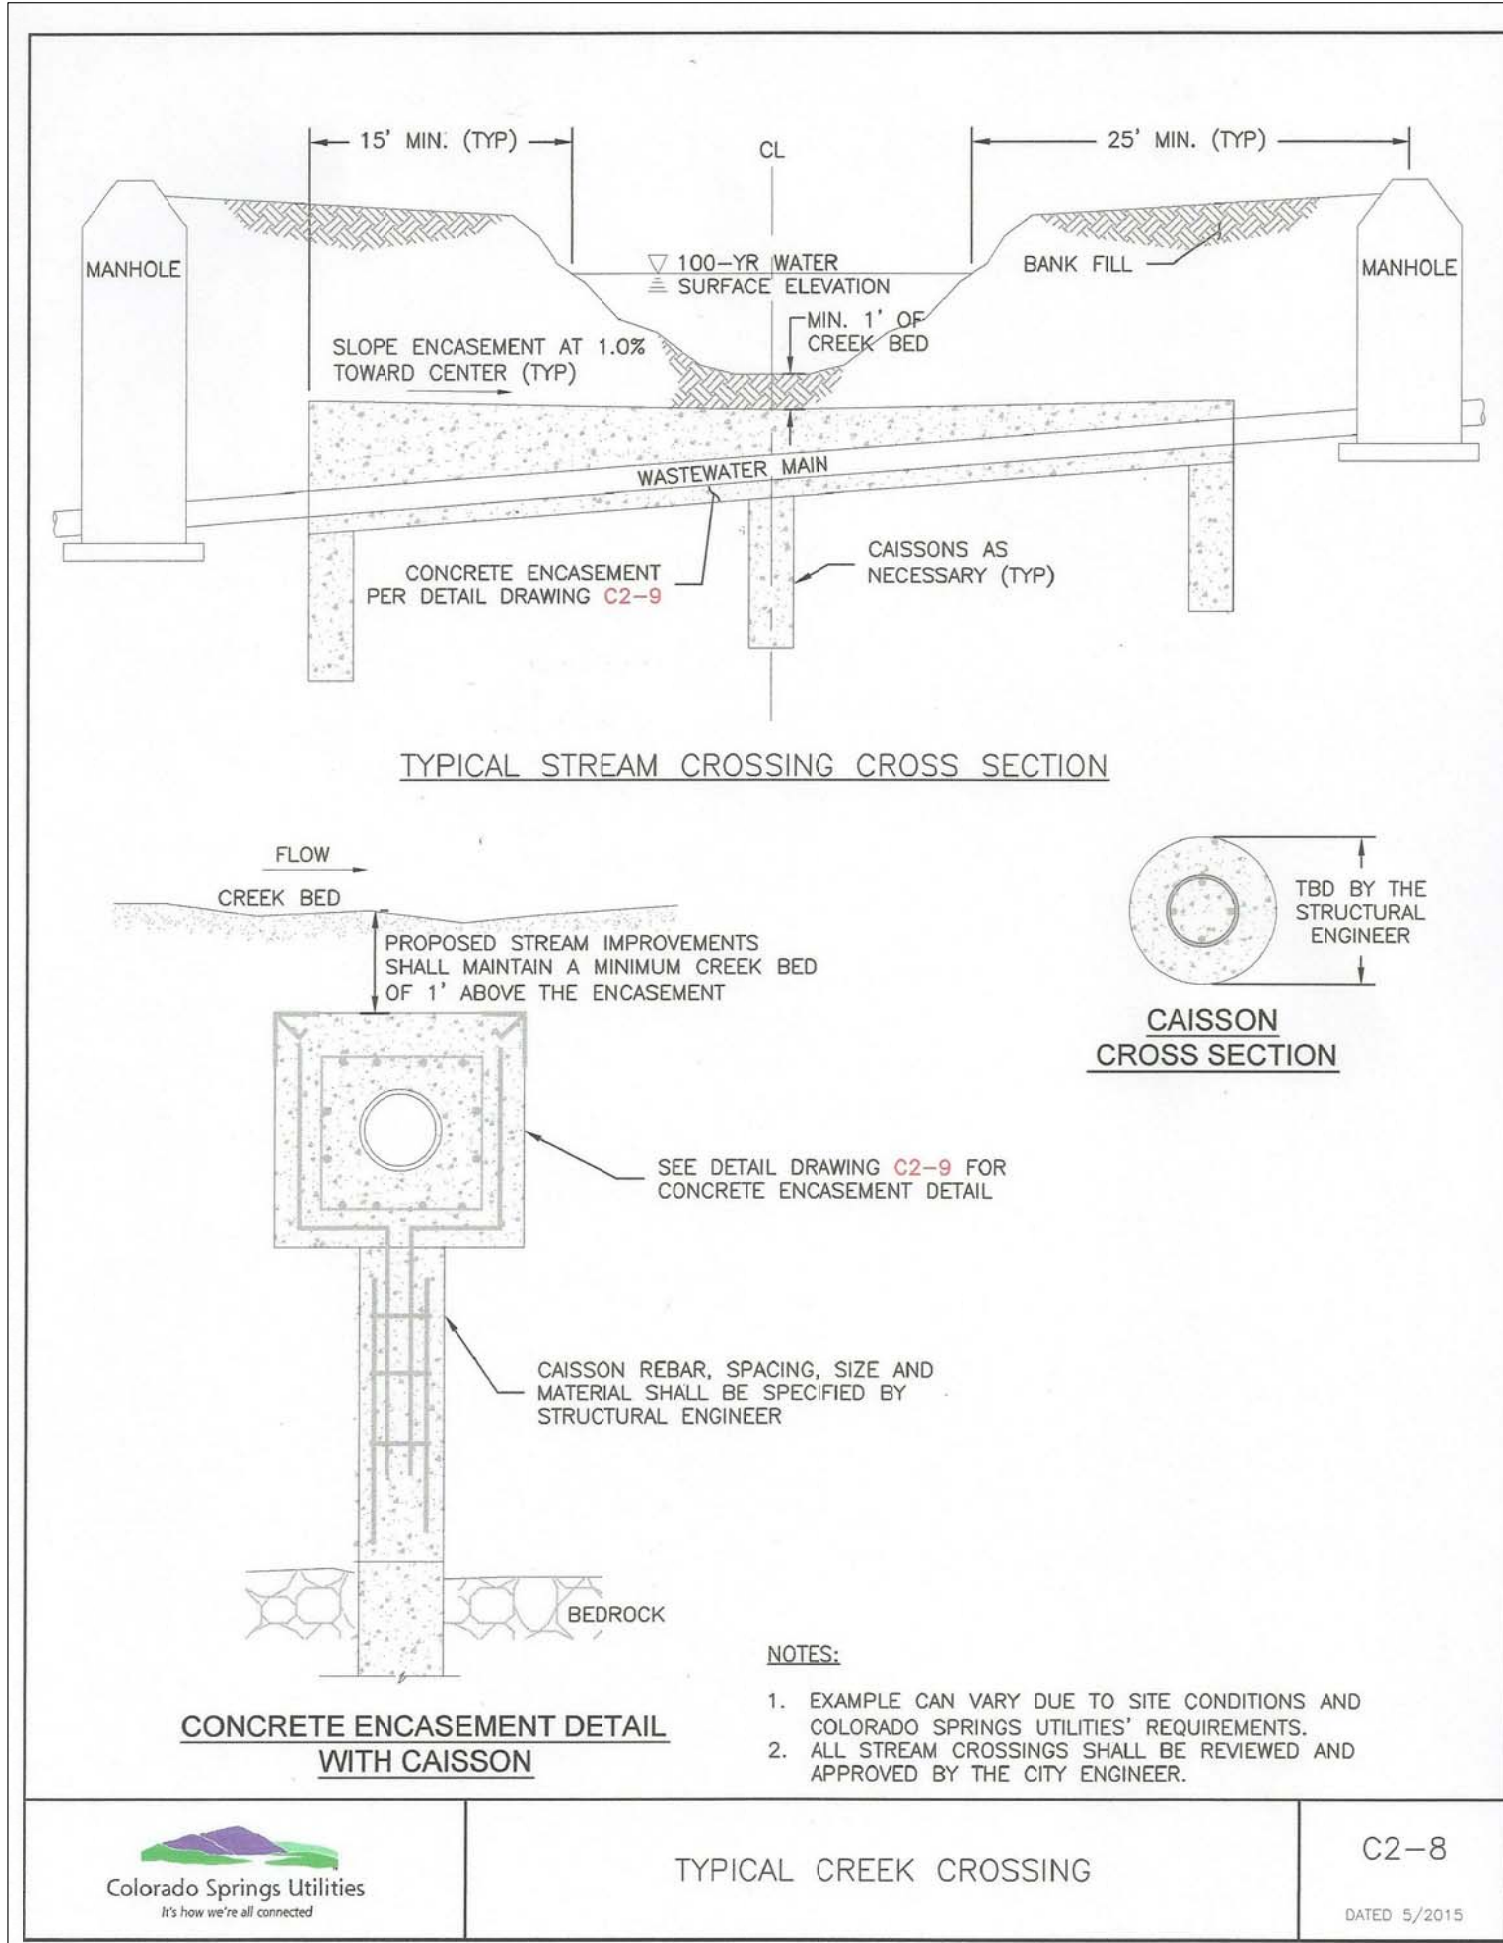 15' MIN. (TYP)
CL
25' MIN. (TYP)
MANHOLE
100-YR WATER
SURFACE ELEVATION
BANK FILL
MANHOLE
MIN. 1' OF
CREEK BED
SLOPE ENCASEMENT AT 1.0%
TOWARD CENTER (TYP)
WASTEWATER MAIN
CONCRETE ENCASEMENT
PER DETAIL DRAWING C2-9
CAISSONS AS
NECESSARY (TYP)
TYPICAL STREAM CROSSING CROSS SECTION
FLOW
CREEK BED
PROPOSED STREAM IMPROVEMENTS
SHALL MAINTAIN A MINIMUM CREEK BED
OF 1' ABOVE THE ENCASEMENT
TBD BY THE
STRUCTURAL
ENGINEER
CAISSON
CROSS SECTION
SEE DETAIL DRAWING C2-9 FOR
CONCRETE ENCASEMENT DETAIL
CAISSON REBAR, SPACING, SIZE AND
MATERIAL SHALL BE SPECIFIED BY
STRUCTURAL ENGINEER
BEDROCK
CONCRETE ENCASEMENT DETAIL
WITH CAISSON
NOTES:
1. EXAMPLE CAN VARY DUE TO SITE CONDITIONS AND
COLORADO SPRINGS UTILITIES' REQUIREMENTS.
2. ALL STREAM CROSSINGS SHALL BE REVIEWED AND
APPROVED BY THE CITY ENGINEER.
Colorado Springs Utilities
It's how we're all connected
TYPICAL CREEK CROSSING
C2-8
DATED 5/2015